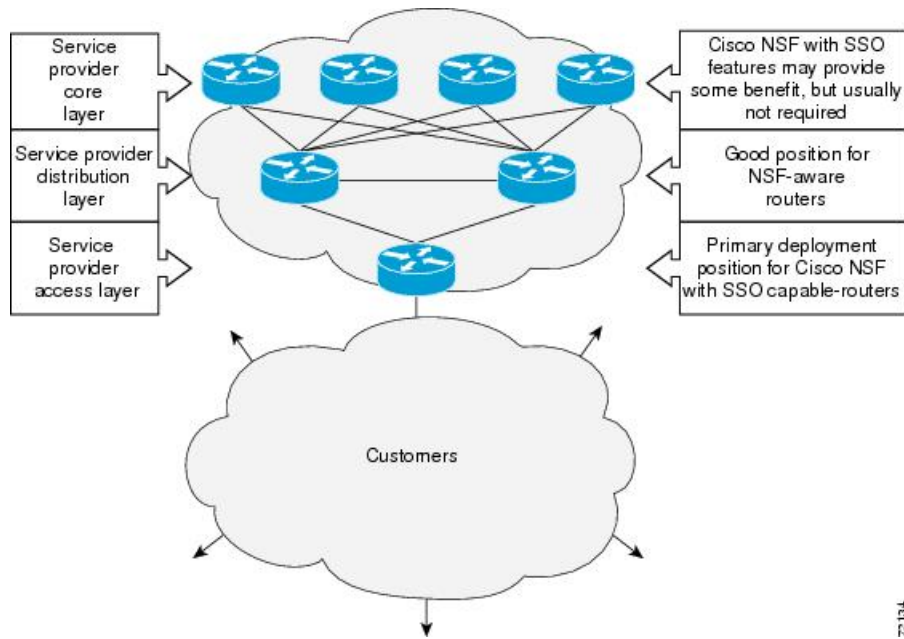 Service
provider
core
layer
Cisco NSF with SSO
features may provide
some benefit, but usually
not required
Service provider
distribution
layer
Good position for
NSF-aware
routers
Service
provider
access layer
Primary deployment
position for Cisco NSF
with SSO capable-routers
Customers